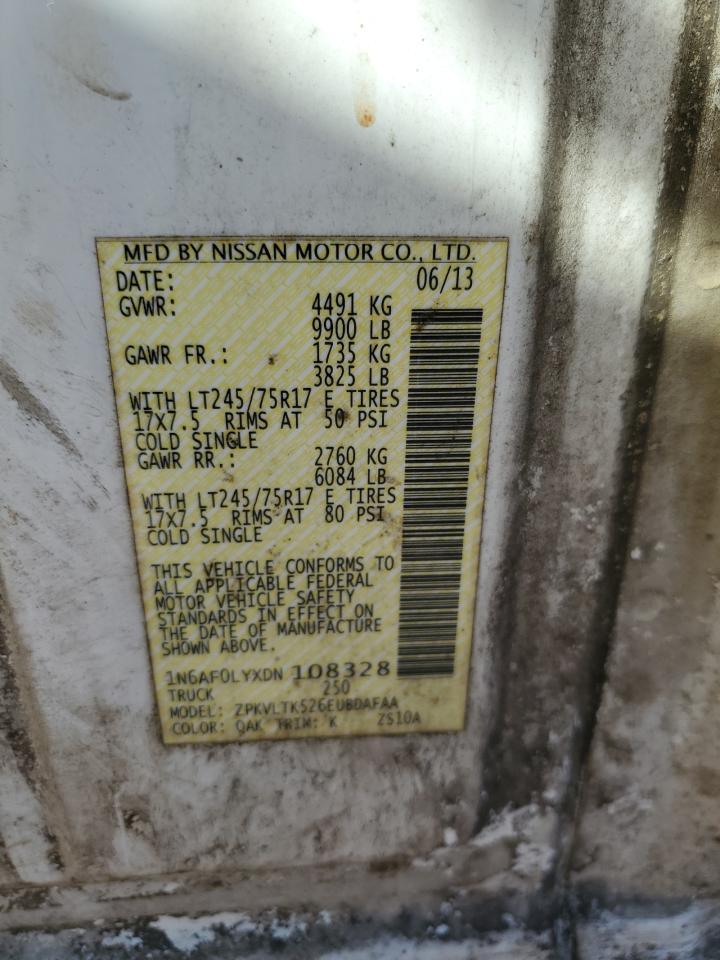 MFD BY NISSAN MOTOR CO., LTD.
DATE: 06/13
GVWR: 4491 KG
9900 LB
GAWR FR.: 1735 KG
3825 LB
WITH LT245/75R17 E TIRES
17X7.5 RIMS AT 50 PSI
COLD SINGLE
GAWR RR.: 2760 KG
6084 LB
WITH LT245/75R17 E TIRES
17X7.5 RIMS AT 80 PSI
COLD SINGLE
THIS VEHICLE CONFORMS TO
ALL APPLICABLE FEDERAL
MOTOR VEHICLE SAFETY
STANDARDS IN EFFECT ON
THE DATE OF MANUFACTURE
SHOWN ABOVE.
1N6AF0LYXDN 108328
TRUCK 250
MODEL: ZPKVLTK526EUBDAFAA
COLOR: QAK TRIM: K ZS10A